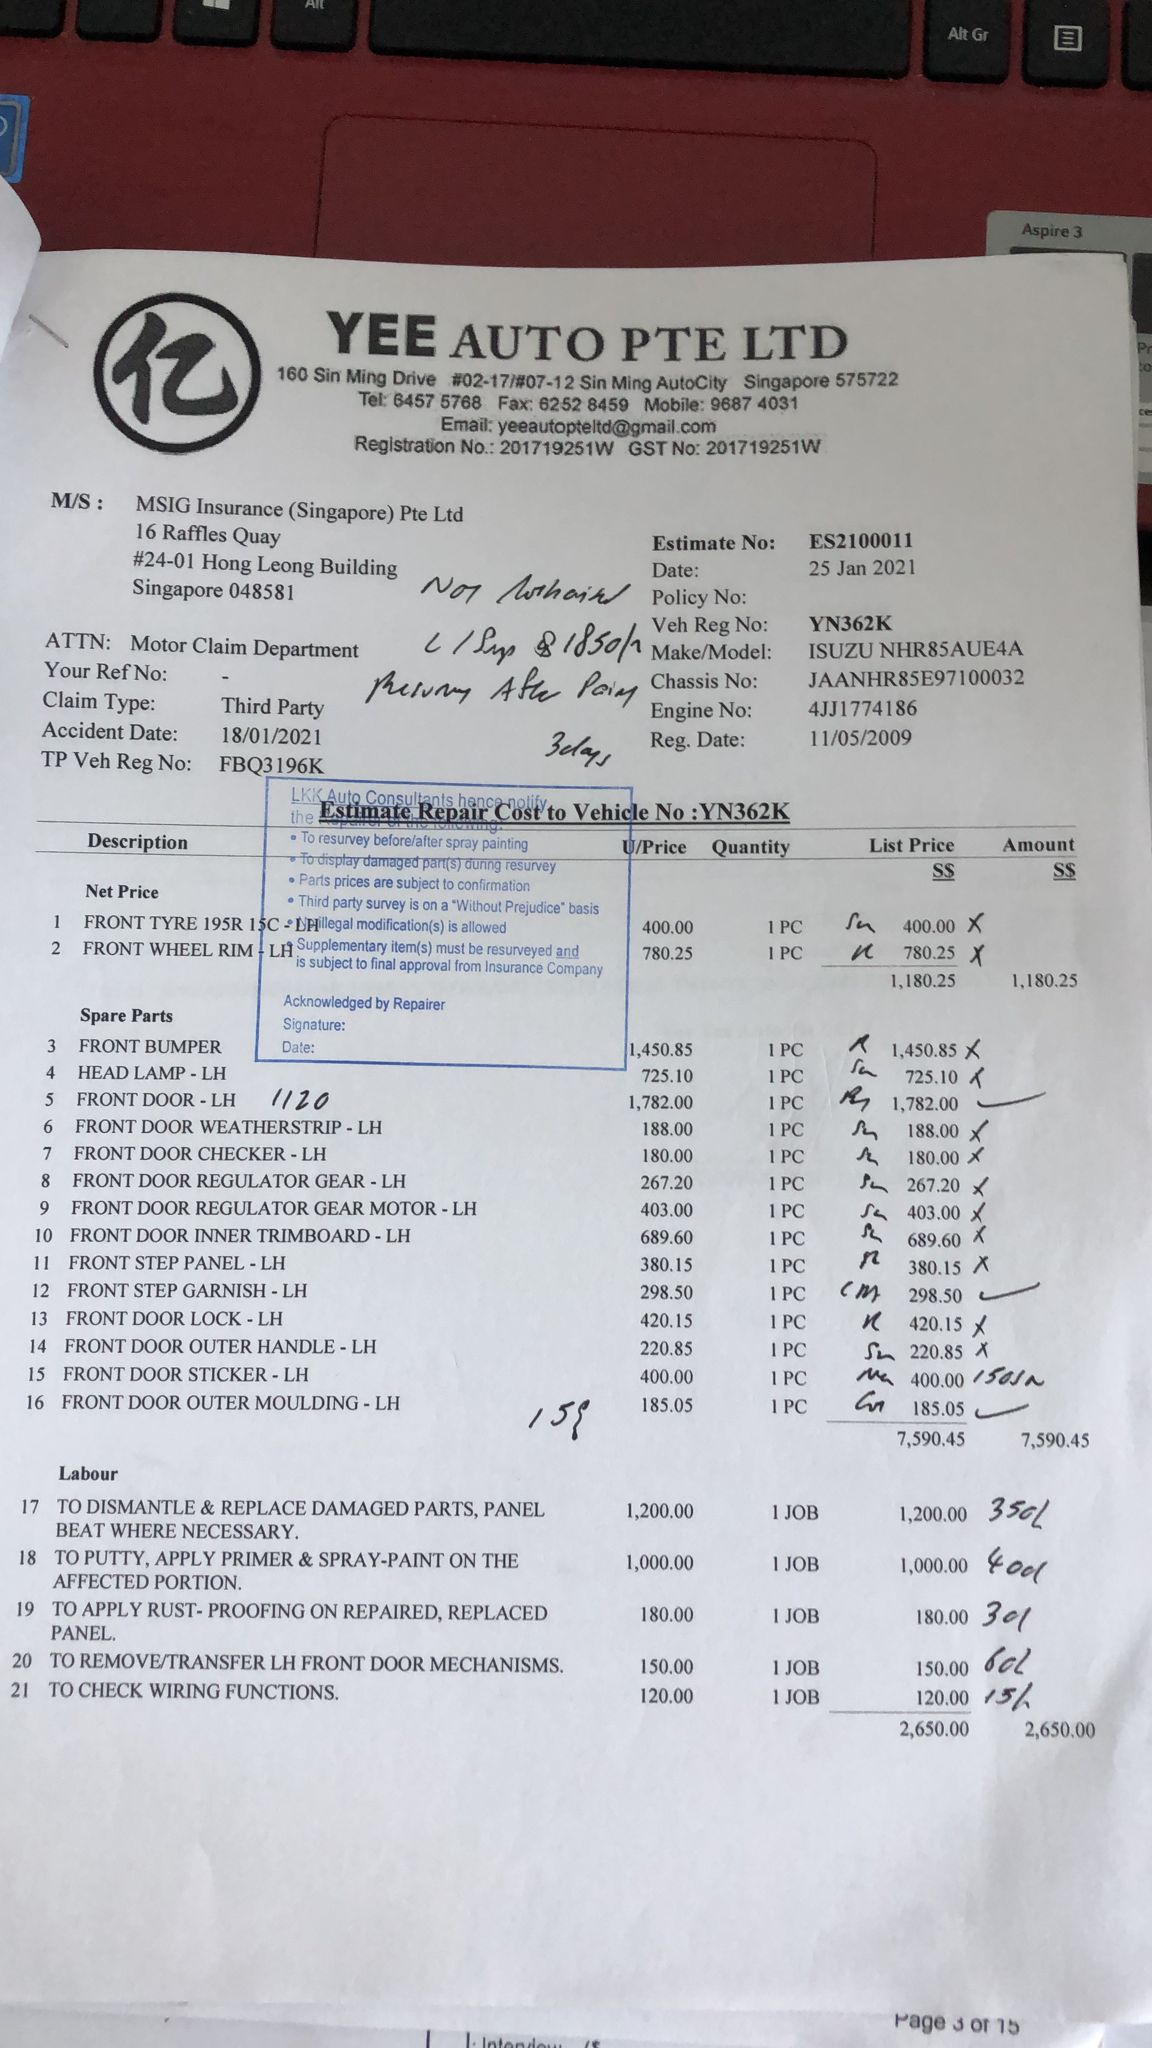 Alt
Alt Gr
Aspire 3
亿
YEE AUTO PTE LTD
160 Sin Ming Drive #02-17/#07-12 Sin Ming AutoCity Singapore 575722
Tel: 6457 5768 Fax: 6252 8459 Mobile: 9687 4031
Email: yeeautopteltd@gmail.com
Registration No.: 201719251W GST No: 201719251W
M/S : MSIG Insurance (Singapore) Pte Ltd
16 Raffles Quay
#24-01 Hong Leong Building
Singapore 048581
Estimate No: ES2100011
Date: 25 Jan 2021
Policy No:
Veh Reg No: YN362K
Make/Model: ISUZU NHR85AUE4A
Chassis No: JAANHR85E97100032
Engine No: 4JJ1774186
Reg. Date: 11/05/2009
Not
1850/
Resurvey After Paint
3 days
ATTN: Motor Claim Department
Your Ref No: -
Claim Type: Third Party
Accident Date: 18/01/2021
TP Veh Reg No: FBQ3196K
LKK Auto Consultants hence notify
the Repairer of the following:
• To resurvey before/after spray painting
• To display damaged part(s) during resurvey
• Parts prices are subject to confirmation
• Third party survey is on a "Without Prejudice" basis
• No illegal modification(s) is allowed
• Supplementary item(s) must be resurveyed and
is subject to final approval from Insurance Company
Acknowledged by Repairer
Signature:
Date:
Estimate Repair Cost to Vehicle No :YN362K
Description U/Price Quantity List Price Amount
S$ S$
Net Price
1 FRONT TYRE 195R 15C - LH 400.00 1 PC 400.00 X
2 FRONT WHEEL RIM - LH 780.25 1 PC 780.25 X
1,180.25 1,180.25
Spare Parts
3 FRONT BUMPER 1,450.85 1 PC R 1,450.85 X
4 HEAD LAMP - LH 725.10 1 PC 725.10 X
5 FRONT DOOR - LH 1120 1,782.00 1 PC 1,782.00
6 FRONT DOOR WEATHERSTRIP - LH 188.00 1 PC 188.00 X
7 FRONT DOOR CHECKER - LH 180.00 1 PC 180.00 X
8 FRONT DOOR REGULATOR GEAR - LH 267.20 1 PC 267.20 X
9 FRONT DOOR REGULATOR GEAR MOTOR - LH 403.00 1 PC 403.00 X
10 FRONT DOOR INNER TRIMBOARD - LH 689.60 1 PC 689.60 X
11 FRONT STEP PANEL - LH 380.15 1 PC R 380.15 X
12 FRONT STEP GARNISH - LH 298.50 1 PC 298.50
13 FRONT DOOR LOCK - LH 420.15 1 PC R 420.15 X
14 FRONT DOOR OUTER HANDLE - LH 220.85 1 PC 220.85 X
15 FRONT DOOR STICKER - LH 400.00 1 PC 400.00
16 FRONT DOOR OUTER MOULDING - LH 185.05 1 PC 185.05
7,590.45 7,590.45
Labour
17 TO DISMANTLE & REPLACE DAMAGED PARTS, PANEL 1,200.00 1 JOB 1,200.00 350/
BEAT WHERE NECESSARY.
18 TO PUTTY, APPLY PRIMER & SPRAY-PAINT ON THE 1,000.00 1 JOB 1,000.00 400/
AFFECTED PORTION.
19 TO APPLY RUST- PROOFING ON REPAIRED, REPLACED 180.00 1 JOB 180.00 30/
PANEL.
20 TO REMOVE/TRANSFER LH FRONT DOOR MECHANISMS. 150.00 1 JOB 150.00 60/
21 TO CHECK WIRING FUNCTIONS. 120.00 1 JOB 120.00 15/
2,650.00 2,650.00
Page 3 of 15